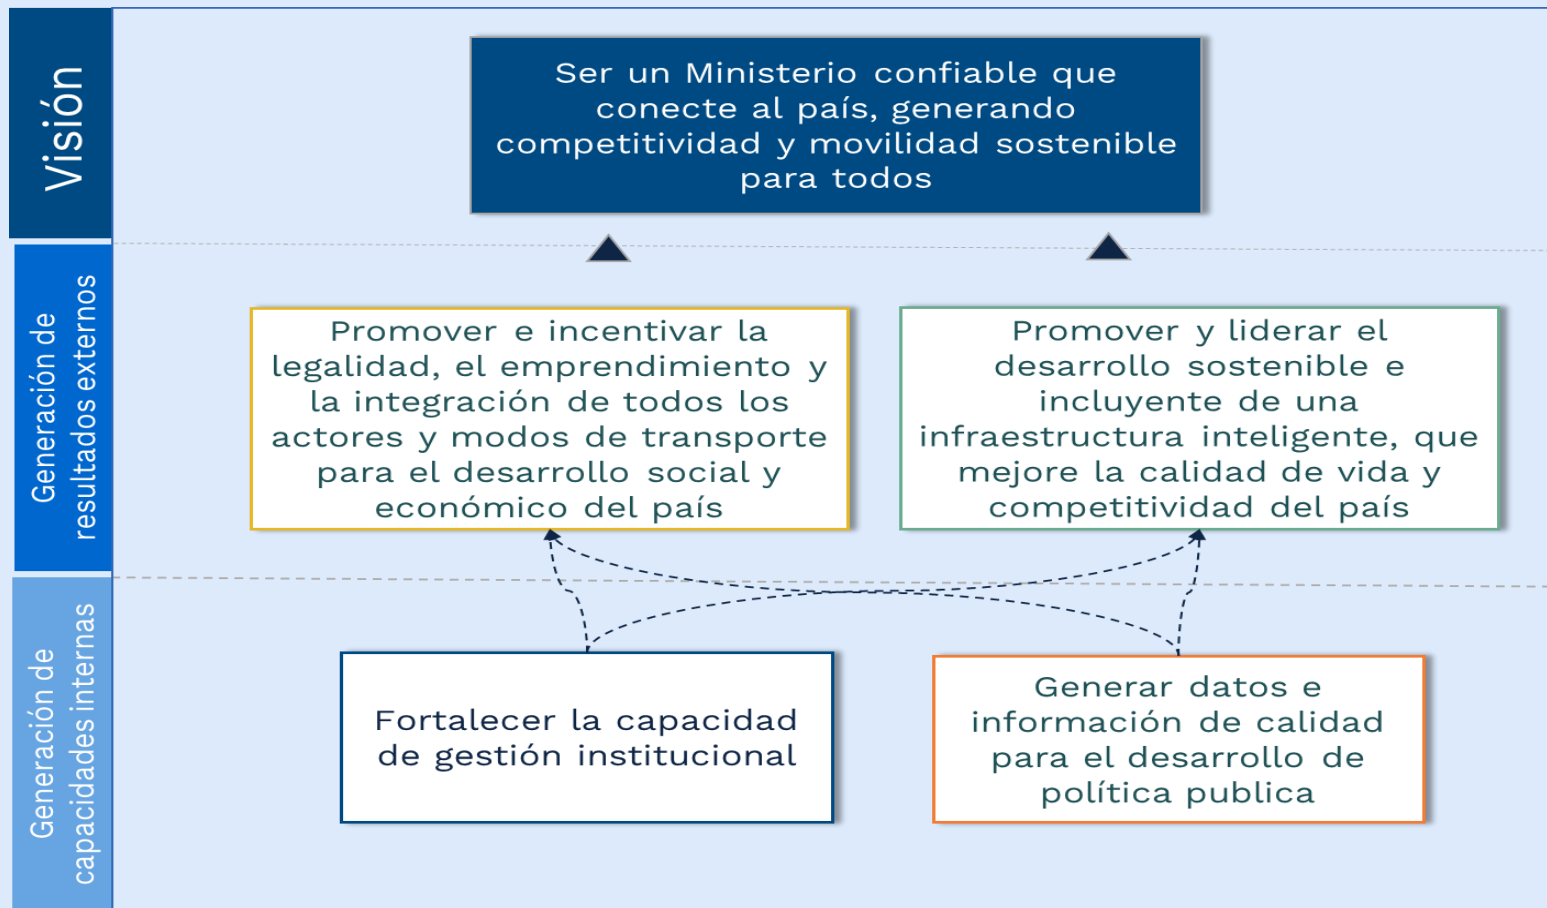 Visión
Ser un Ministerio confiable que
conecte al país, generando
competitividad y movilidad sostenible
para todos
Generación de
resultados externos
Promover e incentivar la
legalidad, el emprendimiento y
la integración de todos los
actores y modos de transporte
para el desarrollo social y
económico del país
Promover y liderar el
desarrollo sostenible e
incluyente de una
infraestructura inteligente, que
mejore la calidad de vida y
competitividad del país
Generación de
capacidades internas
Fortalecer la capacidad
de gestión institucional
Generar datos e
información de calidad
para el desarrollo de
política publica